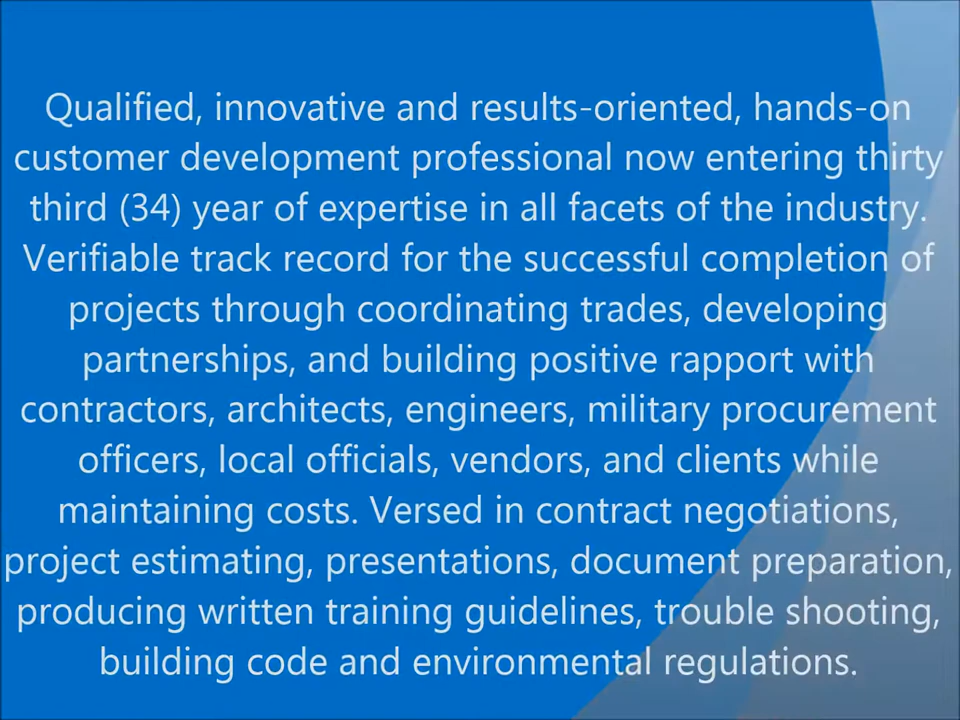 Qualified, innovative and results-oriented, hands-on
customer development professional now entering thirty
third (34) year of expertise in all facets of the industry.
Verifiable track record for the successful completion of
projects through coordinating trades, developing
partnerships, and building positive rapport with
contractors, architects, engineers, military procurement
officers, local officials, vendors, and clients while
maintaining costs. Versed in contract negotiations,
project estimating, presentations, document preparation,
producing written training guidelines, trouble shooting,
building code and environmental regulations.